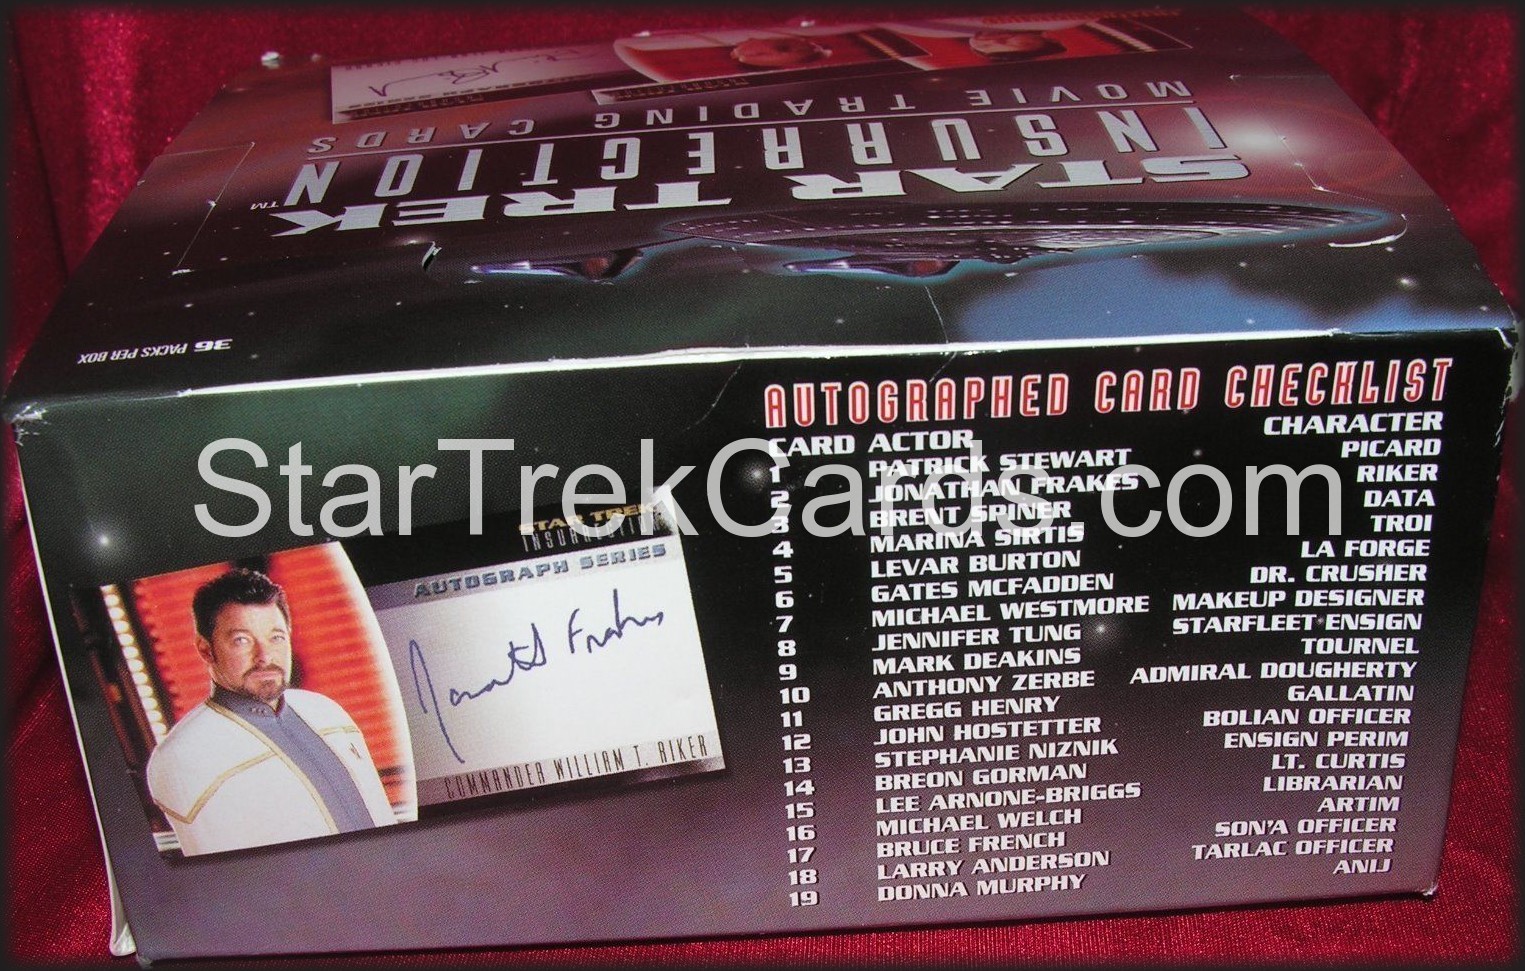 STAR TREK
INSURRECTION™
MOVIE TRADING CARDS
36 PACKS PER BOX
StarTrekCards.com
STAR TREK
INSURRECTION
AUTOGRAPH SERIES
Jonathan Frakes
COMMANDER WILLIAM T. RIKER
AUTOGRAPHED CARD CHECKLIST
CARD ACTOR CHARACTER
1 PATRICK STEWART PICARD
2 JONATHAN FRAKES RIKER
3 BRENT SPINER DATA
4 MARINA SIRTIS TROI
5 LEVAR BURTON LA FORGE
6 GATES MCFADDEN DR. CRUSHER
7 MICHAEL WESTMORE MAKEUP DESIGNER
8 JENNIFER TUNG STARFLEET ENSIGN
9 MARK DEAKINS TOURNEL
10 ANTHONY ZERBE ADMIRAL DOUGHERTY
11 GREGG HENRY GALLATIN
12 JOHN HOSTETTER BOLIAN OFFICER
13 STEPHANIE NIZNIK ENSIGN PERIM
14 BREON GORMAN LT. CURTIS
15 LEE ARNONE-BRIGGS LIBRARIAN
16 MICHAEL WELCH ARTIM
17 BRUCE FRENCH SON'A OFFICER
18 LARRY ANDERSON TARLAC OFFICER
19 DONNA MURPHY ANIJ